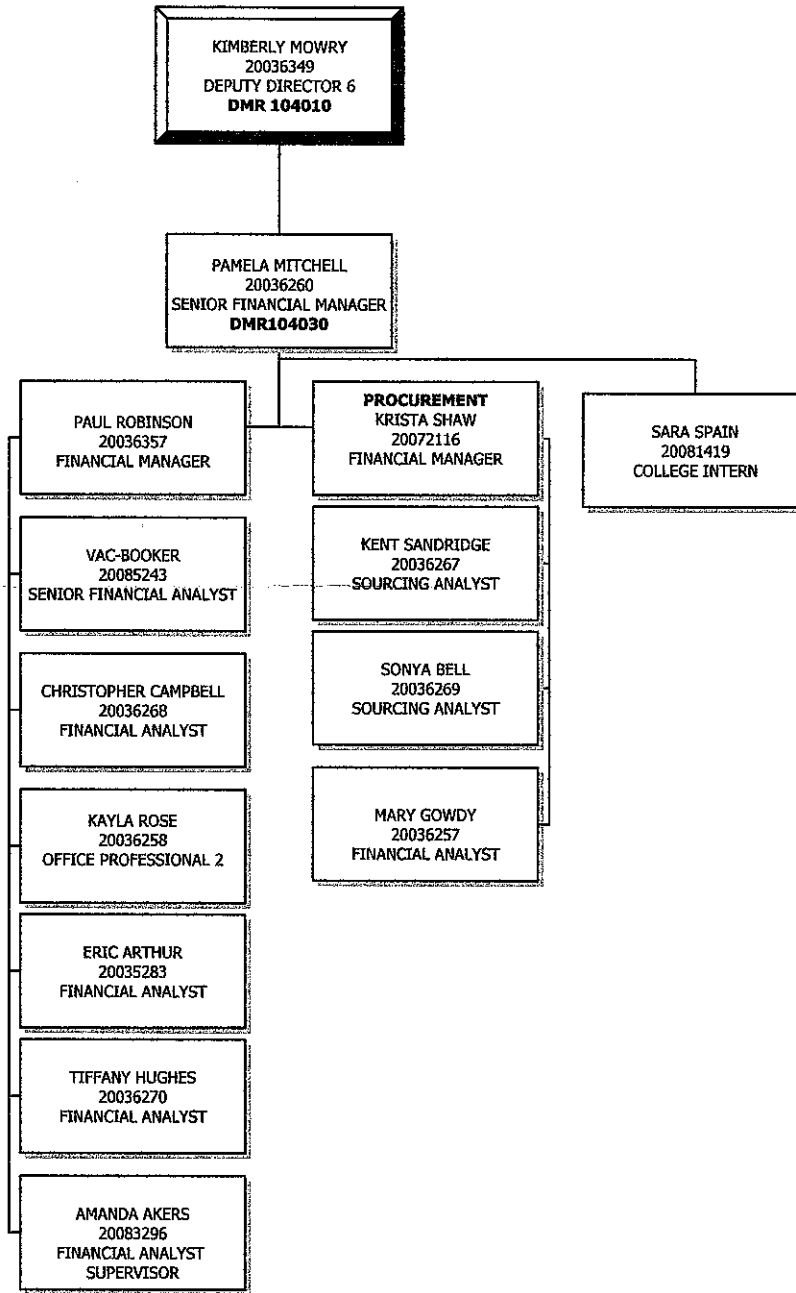 KIMBERLY MOWRY
20036349
DEPUTY DIRECTOR 6
DMR 104010
PAMELA MITCHELL
20036260
SENIOR FINANCIAL MANAGER
DMR104030
PAUL ROBINSON
20036357
FINANCIAL MANAGER
VAC-BOOKER
20085243
SENIOR FINANCIAL ANALYST
CHRISTOPHER CAMPBELL
20036268
FINANCIAL ANALYST
KAYLA ROSE
20036258
OFFICE PROFESSIONAL 2
ERIC ARTHUR
20035283
FINANCIAL ANALYST
TIFFANY HUGHES
20036270
FINANCIAL ANALYST
AMANDA AKERS
20083296
FINANCIAL ANALYST
SUPERVISOR
PROCUREMENT
KRISTA SHAW
20072116
FINANCIAL MANAGER
KENT SANDRIDGE
20036267
SOURCING ANALYST
SONYA BELL
20036269
SOURCING ANALYST
MARY GOWDY
20036257
FINANCIAL ANALYST
SARA SPAIN
20081419
COLLEGE INTERN